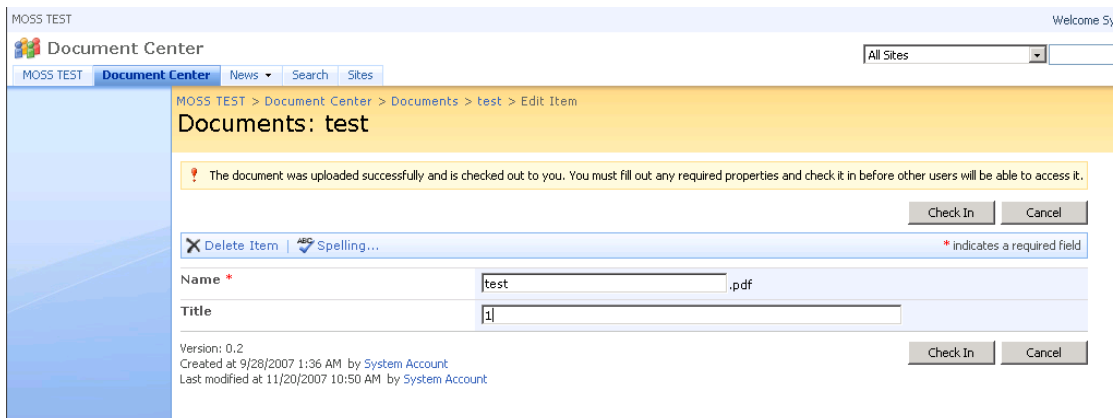 MOSS TEST
Welcome Sy
Document Center
All Sites
MOSS TEST Document Center News Search Sites
MOSS TEST > Document Center > Documents > test > Edit Item
Documents: test
The document was uploaded successfully and is checked out to you. You must fill out any required properties and check it in before other users will be able to access it.
Check In Cancel
Delete Item | ABC Spelling... * indicates a required field
Name * test .pdf
Title 1
Version: 0.2
Created at 9/28/2007 1:36 AM by System Account
Last modified at 11/20/2007 10:50 AM by System Account
Check In Cancel